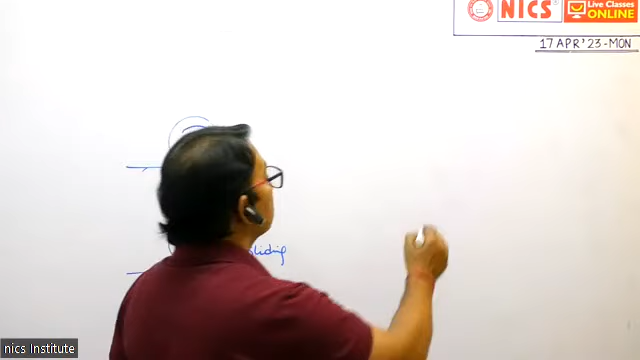 NICS
Live Classes
ONLINE
17 APR'23-MON
nics Institute